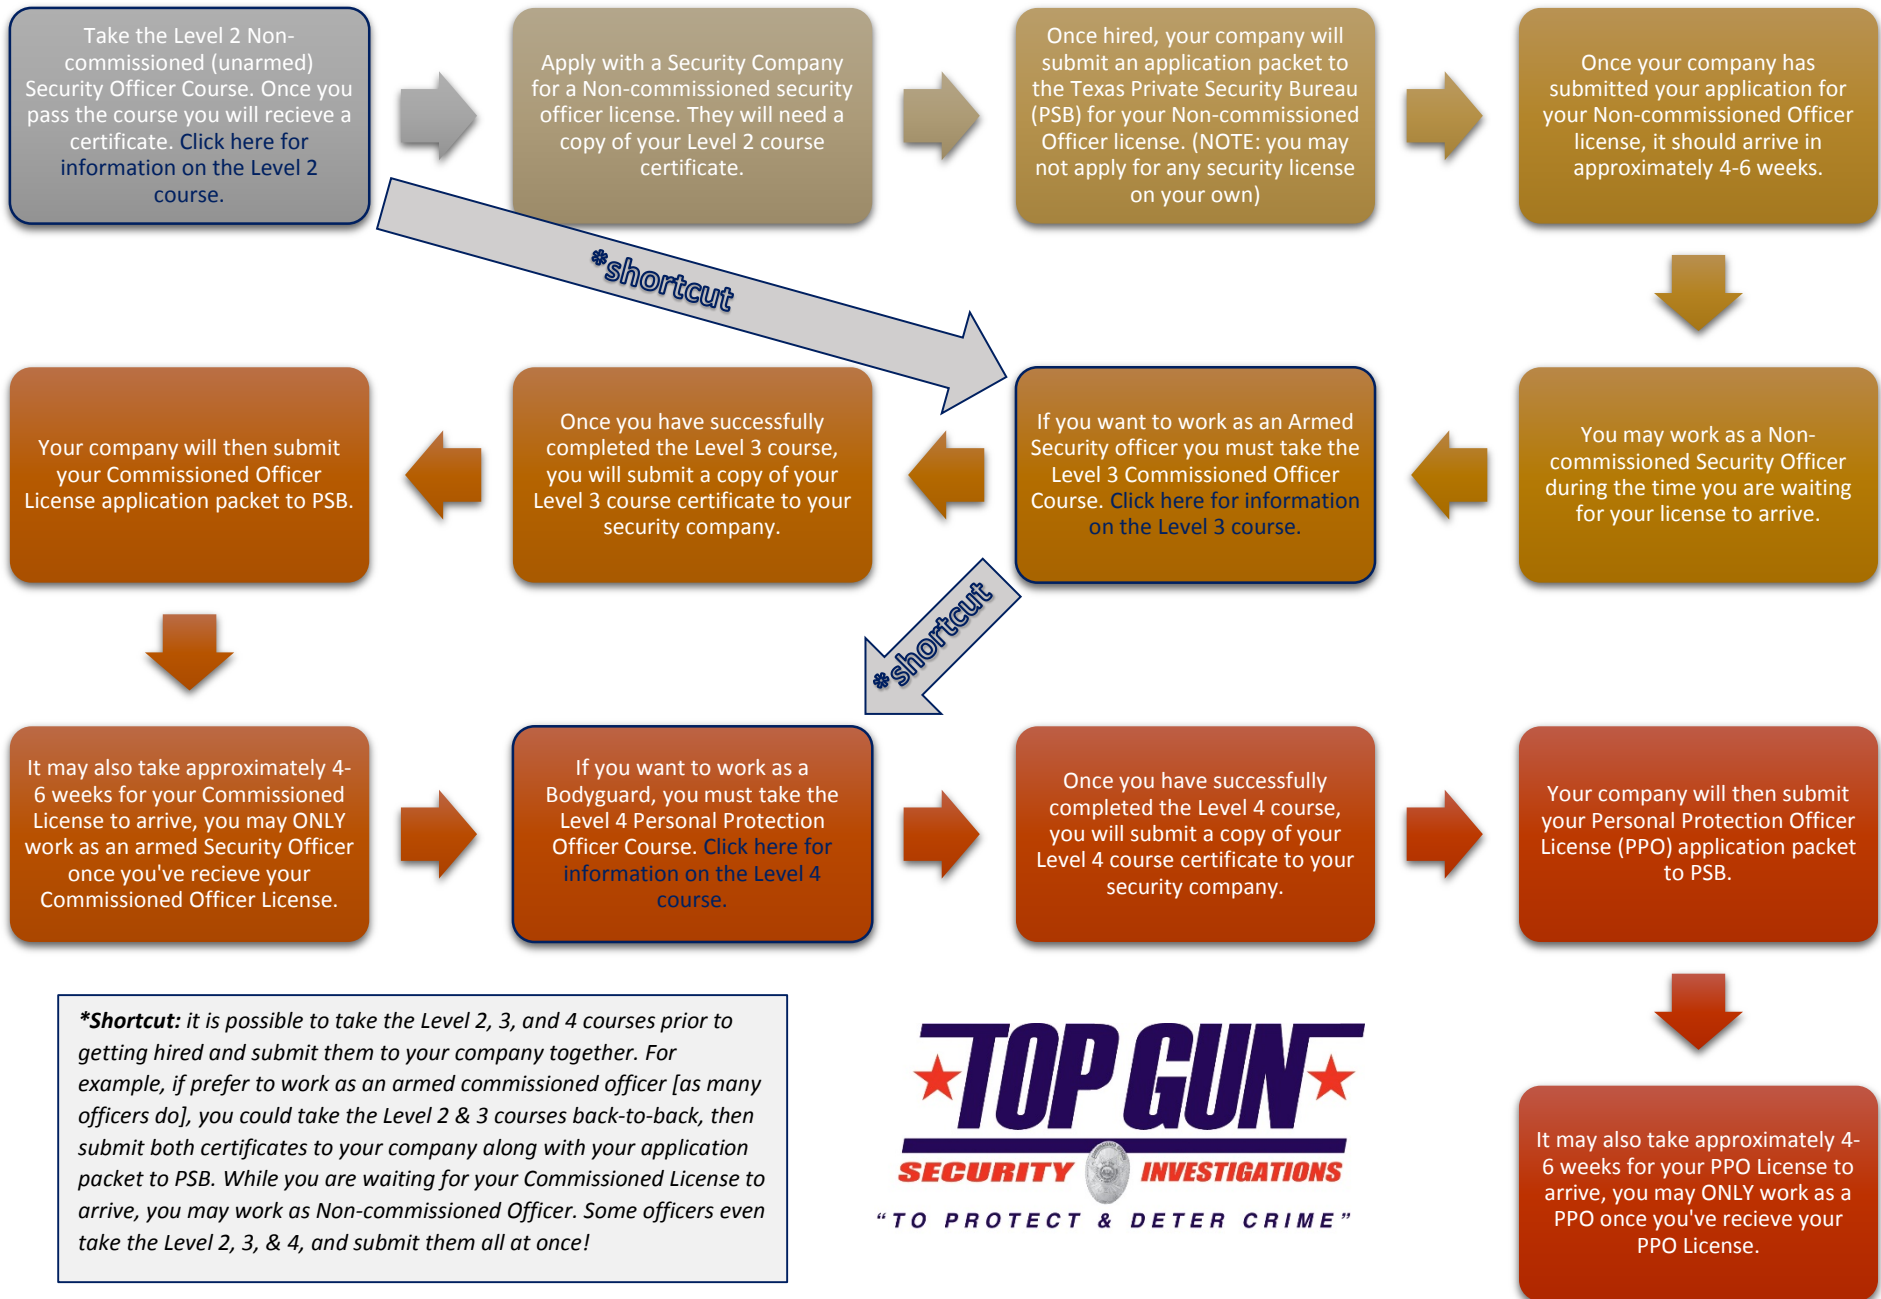 Take the Level 2 Non-
commissioned (unarmed)
Security Officer Course. Once you
pass the course you will recieve a
certificate. Click here for
information on the Level 2
course.
Apply with a Security Company
for a Non-commissioned security
officer license. They will need a
copy of your Level 2 course
certificate.
Once hired, your company will
submit an application packet to
the Texas Private Security Bureau
(PSB) for your Non-commissioned
Officer license. (NOTE: you may
not apply for any security license
on your own)
Once your company has
submitted your application for
your Non-commissioned Officer
license, it should arrive in
approximately 4-6 weeks.
*shortcut
You may work as a Non-
commissioned Security Officer
during the time you are waiting
for your license to arrive.
If you want to work as an Armed
Security officer you must take the
Level 3 Commissioned Officer
Course. Click here for information
on the Level 3 course.
Once you have successfully
completed the Level 3 course,
you will submit a copy of your
Level 3 course certificate to your
security company.
Your company will then submit
your Commissioned Officer
License application packet to PSB.
*shortcut
It may also take approximately 4-
6 weeks for your Commissioned
License to arrive, you may ONLY
work as an armed Security Officer
once you've recieve your
Commissioned Officer License.
If you want to work as a
Bodyguard, you must take the
Level 4 Personal Protection
Officer Course. Click here for
information on the Level 4
course.
Once you have successfully
completed the Level 4 course,
you will submit a copy of your
Level 4 course certificate to your
security company.
Your company will then submit
your Personal Protection Officer
License (PPO) application packet
to PSB.
It may also take approximately 4-
6 weeks for your PPO License to
arrive, you may ONLY work as a
PPO once you've recieve your
PPO License.
*Shortcut: it is possible to take the Level 2, 3, and 4 courses prior to
getting hired and submit them to your company together. For
example, if prefer to work as an armed commissioned officer [as many
officers do], you could take the Level 2 & 3 courses back-to-back, then
submit both certificates to your company along with your application
packet to PSB. While you are waiting for your Commissioned License to
arrive, you may work as Non-commissioned Officer. Some officers even
take the Level 2, 3, & 4, and submit them all at once!
TOP GUN
SECURITY INVESTIGATIONS
"TO PROTECT & DETER CRIME"